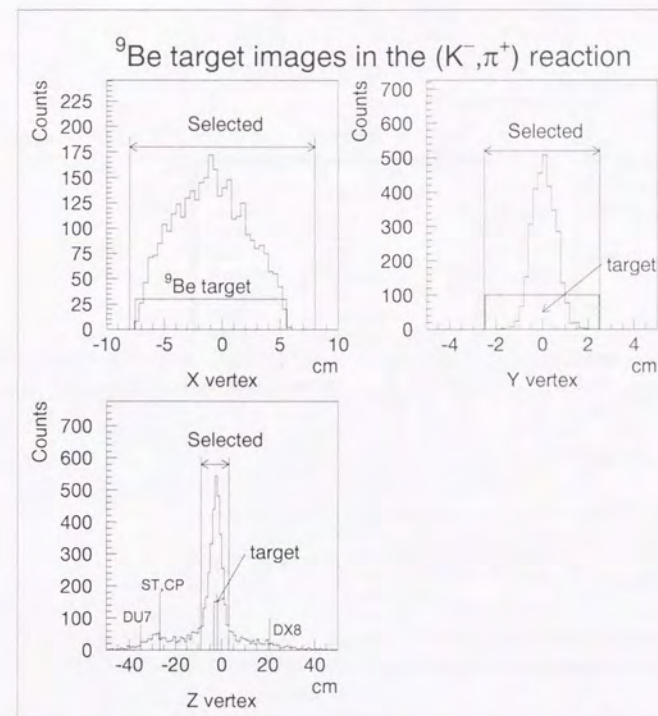 ⁹Be target images in the (K⁻,π⁺) reaction
Counts
225
200
175
150
125
100
75
50
25
0
Selected
⁹Be target
-10
-5
0
5
10
cm
X vertex
Counts
700
600
500
400
300
200
100
0
Selected
target
-4
-2
0
2
4
cm
Y vertex
Counts
700
600
500
400
300
200
100
0
Selected
target
ST,CP
DU7
DX8
-40
-20
0
20
40
cm
Z vertex